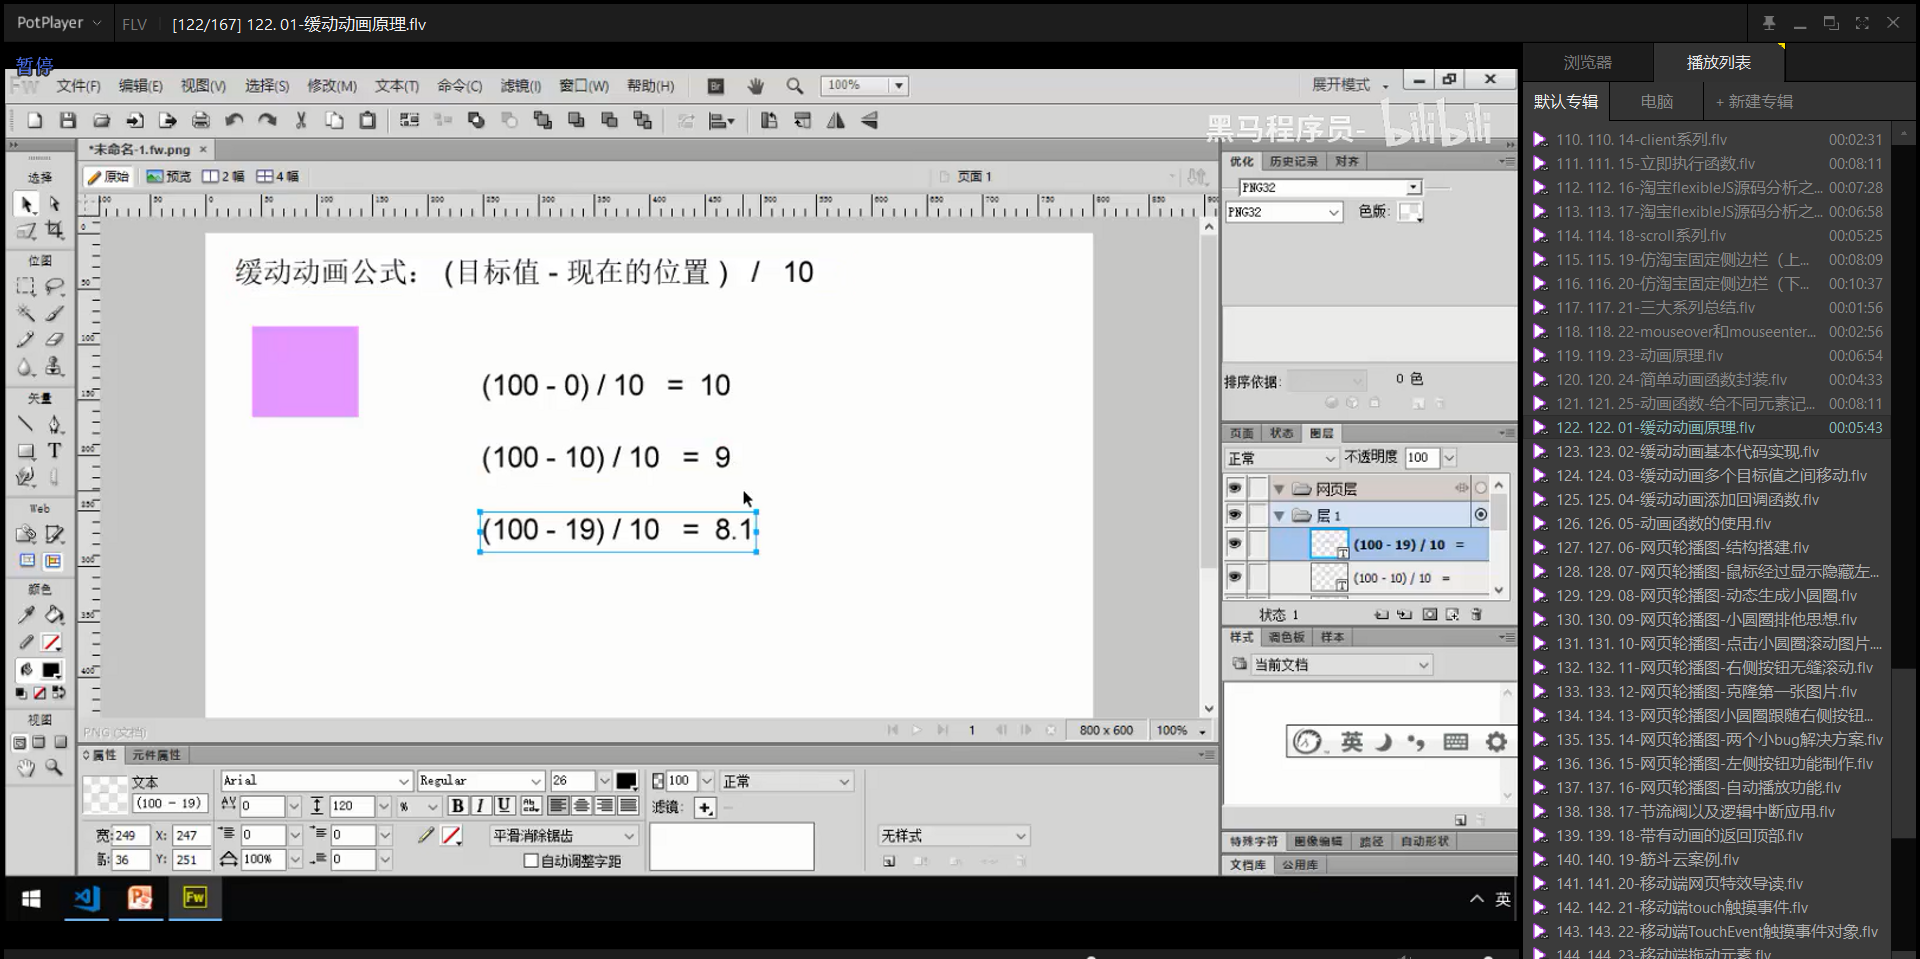 PotPlayer
FLV
[122/167] 122. 01-缓动动画原理.flv
暂停
浏览器
播放列表
默认专辑
电脑
+ 新建专辑
Fw
文件(F) 编辑(E) 视图(V) 选择(S) 修改(M) 文本(T) 命令(C) 滤镜(I) 窗口(W) 帮助(H)
Br
100%
展开模式
黑马程序员- bilibili
*未命名-1.fw.png ×
原始 预览 2 幅 4 幅
页面 1
选择
位图
矢量
Web
颜色
视图
缓动动画公式： (目标值 - 现在的位置 ) / 10
(100 - 0) / 10 = 10
(100 - 10) / 10 = 9
(100 - 19) / 10 = 8.1
PNG (文档)
1
800 x 600
100%
优化 历史记录 对齐
PNG32
PNG32
色版:
排序依据:
0 色
页面 状态 图层
正常
不透明度 100
网页层
层 1
(100 - 19) / 10 =
(100 - 10) / 10 =
状态 1
样式 调色板 样本
当前文档
英
特殊字符 图像编辑 路径 自动形状
文档库 公用库
属性 元件属性
文本
(100 - 19)
Arial
Regular
26
100
正常
0
120
%
B I U
滤镜:
宽: 249 X: 247
0
0
平滑消除锯齿
无样式
高: 36 Y: 251
100%
0
自动调整字距
Fw
英
110. 110. 14-client系列.flv 00:02:31
111. 111. 15-立即执行函数.flv 00:08:11
112. 112. 16-淘宝flexibleJS源码分析之... 00:07:28
113. 113. 17-淘宝flexibleJS源码分析之... 00:06:58
114. 114. 18-scroll系列.flv 00:05:25
115. 115. 19-仿淘宝固定侧边栏（上... 00:08:09
116. 116. 20-仿淘宝固定侧边栏（下... 00:10:37
117. 117. 21-三大系列总结.flv 00:01:56
118. 118. 22-mouseover和mouseenter... 00:02:56
119. 119. 23-动画原理.flv 00:06:54
120. 120. 24-简单动画函数封装.flv 00:04:33
121. 121. 25-动画函数-给不同元素记... 00:08:11
122. 122. 01-缓动动画原理.flv 00:05:43
123. 123. 02-缓动动画基本代码实现.flv
124. 124. 03-缓动动画多个目标值之间移动.flv
125. 125. 04-缓动动画添加回调函数.flv
126. 126. 05-动画函数的使用.flv
127. 127. 06-网页轮播图-结构搭建.flv
128. 128. 07-网页轮播图-鼠标经过显示隐藏左...
129. 129. 08-网页轮播图-动态生成小圆圈.flv
130. 130. 09-网页轮播图-小圆圈排他思想.flv
131. 131. 10-网页轮播图-点击小圆圈滚动图片....
132. 132. 11-网页轮播图-右侧按钮无缝滚动.flv
133. 133. 12-网页轮播图-克隆第一张图片.flv
134. 134. 13-网页轮播图小圆圈跟随右侧按钮...
135. 135. 14-网页轮播图-两个小bug解决方案.flv
136. 136. 15-网页轮播图-左侧按钮功能制作.flv
137. 137. 16-网页轮播图-自动播放功能.flv
138. 138. 17-节流阀以及逻辑中断应用.flv
139. 139. 18-带有动画的返回顶部.flv
140. 140. 19-筋斗云案例.flv
141. 141. 20-移动端网页特效导读.flv
142. 142. 21-移动端touch触摸事件.flv
143. 143. 22-移动端TouchEvent触摸事件对象.flv
144. 144. 23-移动端拖动元素.flv